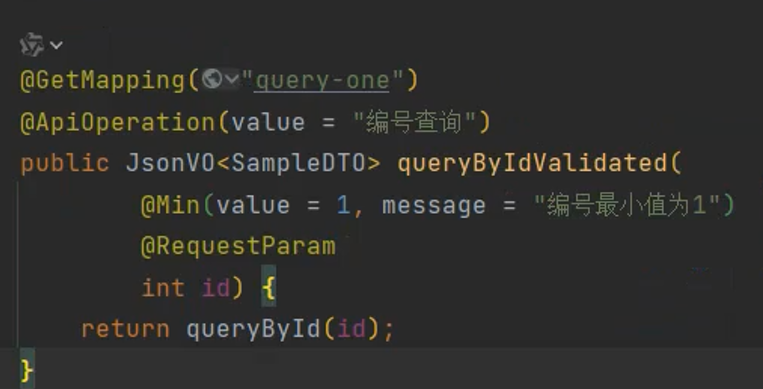 @GetMapping("query-one")
@ApiOperation(value = "编号查询")
public JsonVO<SampleDTO> queryByIdValidated(
@Min(value = 1, message = "编号最小值为1")
@RequestParam
int id) {
return queryById(id);
}